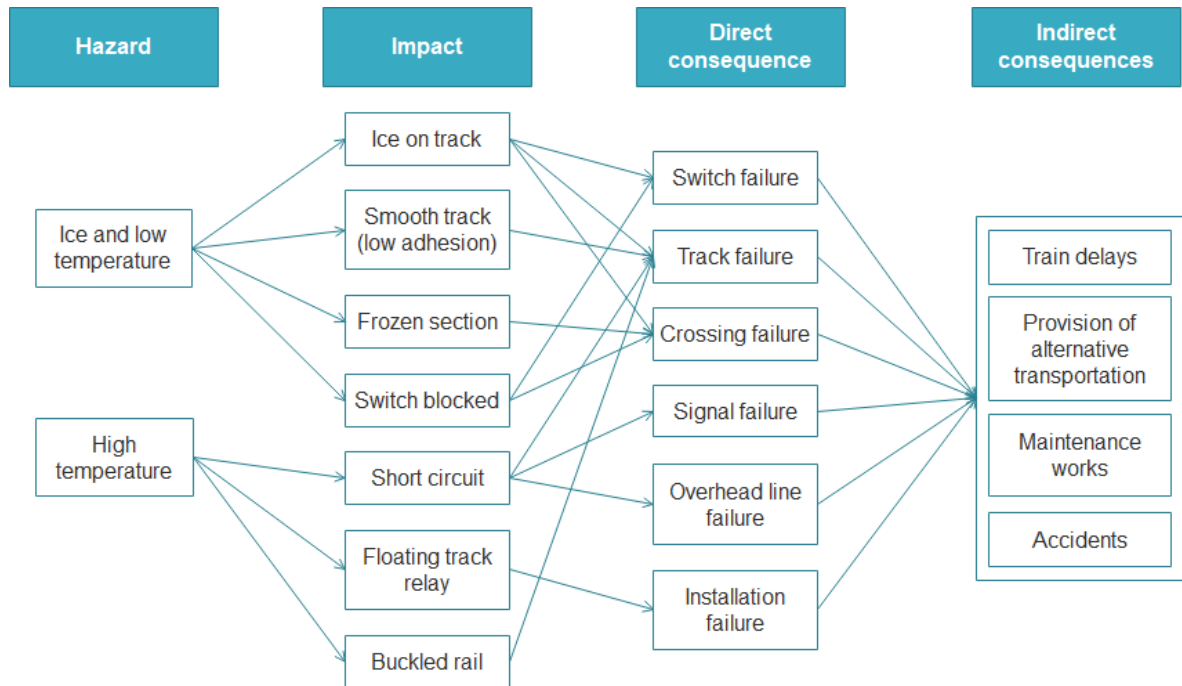 Hazard
Impact
Direct
consequence
Indirect
consequences
Ice and low
temperature
High
temperature
Ice on track
Smooth track
(low adhesion)
Frozen section
Switch blocked
Short circuit
Floating track
relay
Buckled rail
Switch failure
Track failure
Crossing failure
Signal failure
Overhead line
failure
Installation
failure
Train delays
Provision of
alternative
transportation
Maintenance
works
Accidents